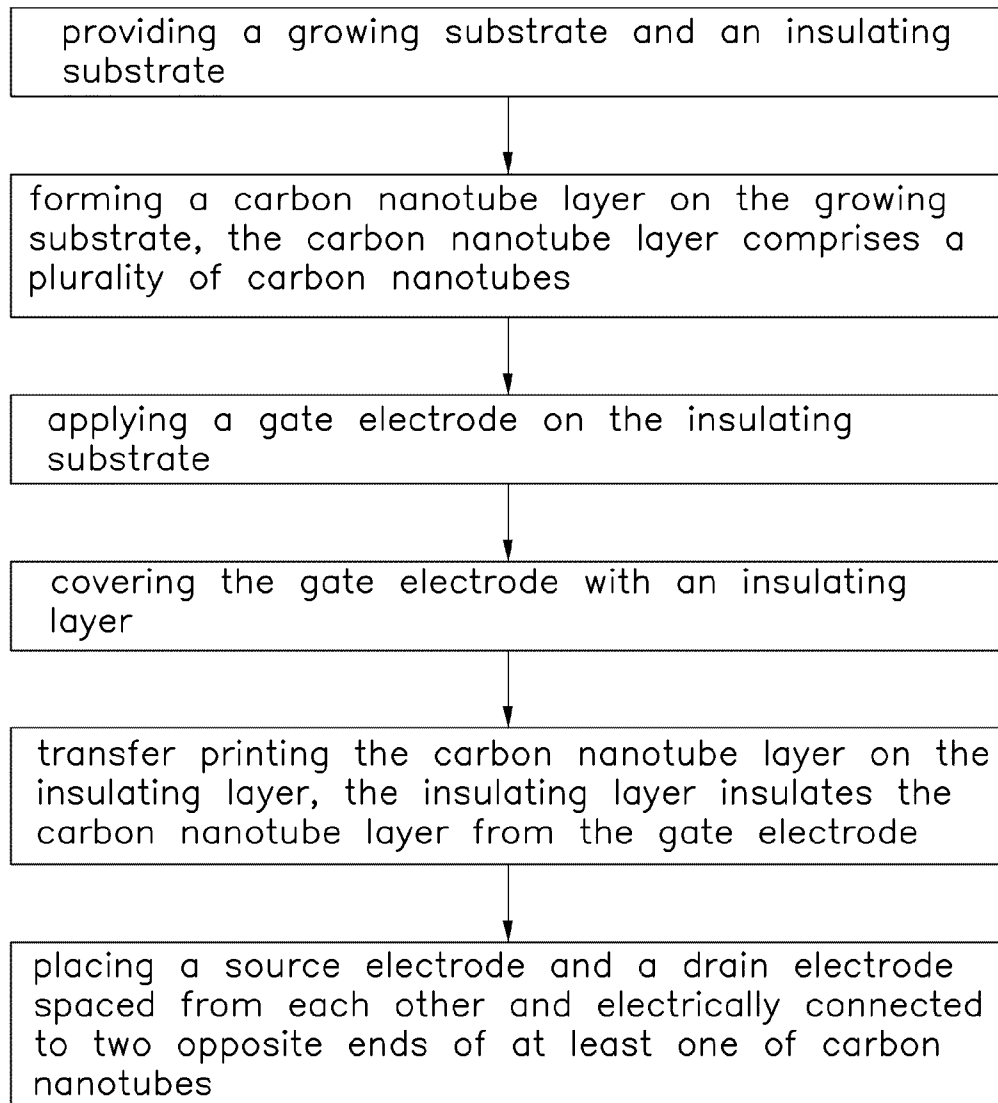 providing a growing substrate and an insulating
substrate
forming a carbon nanotube layer on the growing
substrate, the carbon nanotube layer comprises a
plurality of carbon nanotubes
applying a gate electrode on the insulating
substrate
covering the gate electrode with an insulating
layer
transfer printing the carbon nanotube layer on the
insulating layer, the insulating layer insulates the
carbon nanotube layer from the gate electrode
placing a source electrode and a drain electrode
spaced from each other and electrically connected
to two opposite ends of at least one of carbon
nanotubes